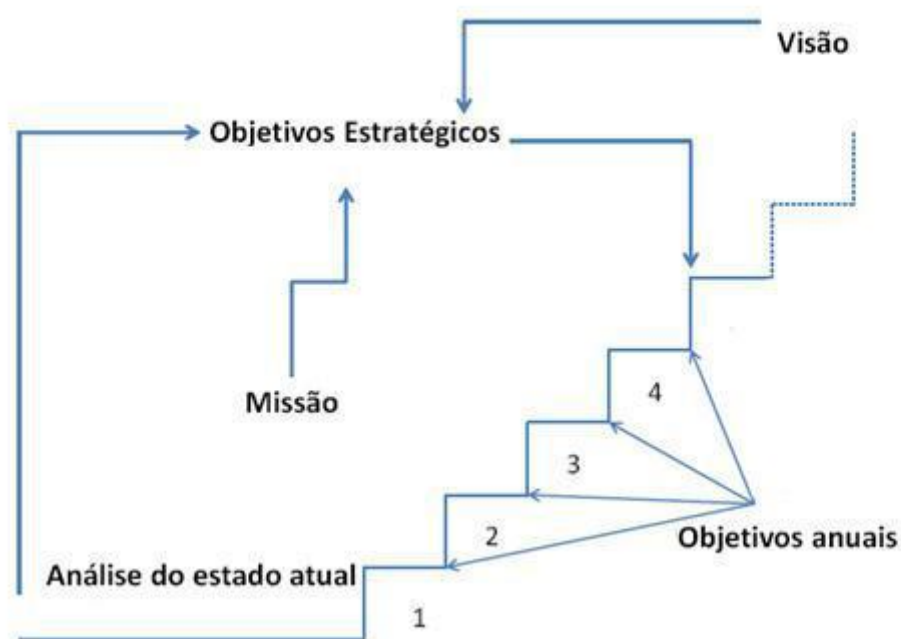 Visão
Objetivos Estratégicos
Missão
4
3
2
Objetivos anuais
Análise do estado atual
1